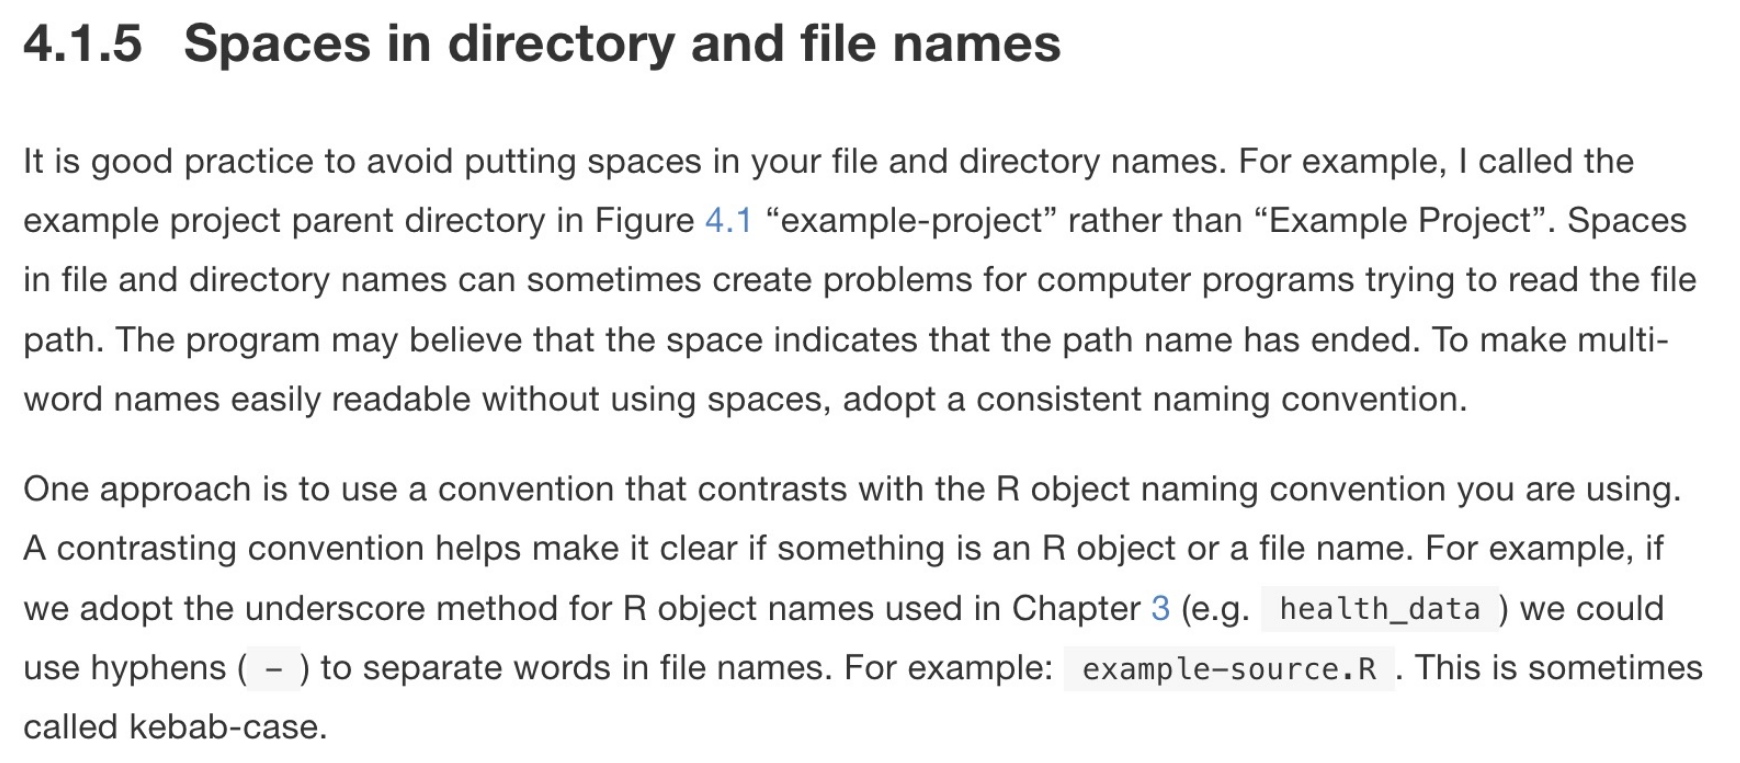 4.1.5 Spaces in directory and file names
It is good practice to avoid putting spaces in your file and directory names. For example, I called the
example project parent directory in Figure 4.1 “example-project” rather than “Example Project”. Spaces
in file and directory names can sometimes create problems for computer programs trying to read the file
path. The program may believe that the space indicates that the path name has ended. To make multi-
word names easily readable without using spaces, adopt a consistent naming convention.
One approach is to use a convention that contrasts with the R object naming convention you are using.
A contrasting convention helps make it clear if something is an R object or a file name. For example, if
we adopt the underscore method for R object names used in Chapter 3 (e.g. health_data ) we could
use hyphens ( - ) to separate words in file names. For example: example-source.R . This is sometimes
called kebab-case.